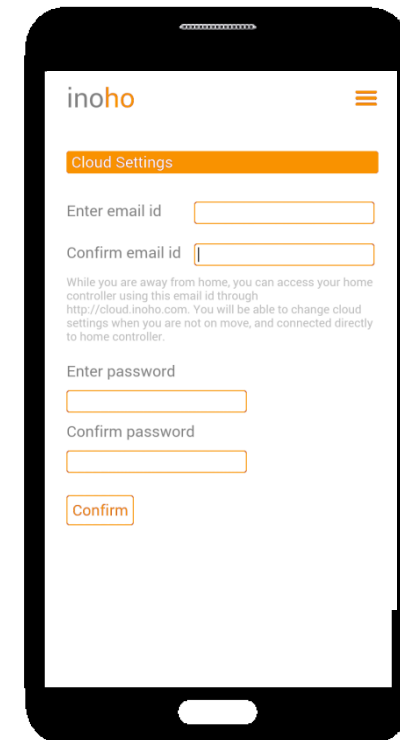 inoho
Cloud Settings
Enter email id
Confirm email id
While you are away from home, you can access your home
controller using this email id through
http://cloud.inoho.com. You will be able to change cloud
settings when you are not on move, and connected directly
to home controller.
Enter password
Confirm password
Confirm